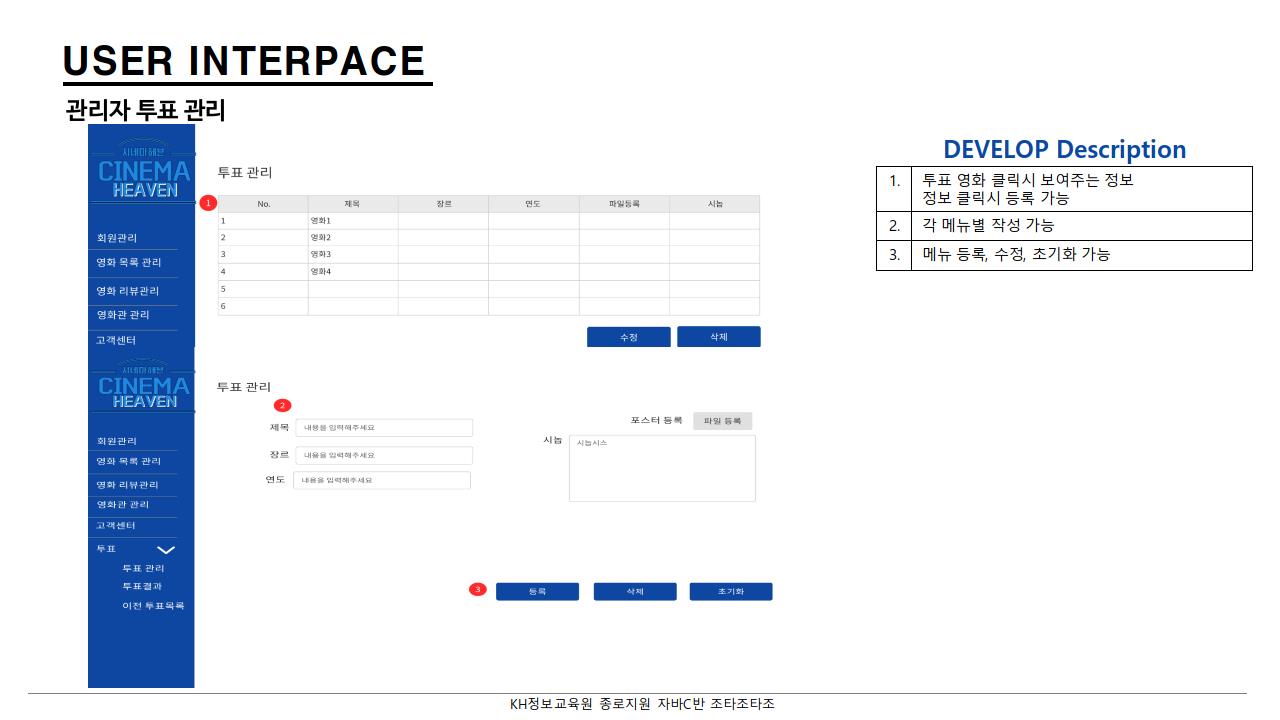 USER INTERPACE
관리자 투표 관리
시네마헤븐
CINEMA
HEAVEN
회원관리
영화 목록 관리
영화 리뷰관리
영화관 관리
고객센터
투표 관리
1
No. 제목 장르 연도 파일등록 시놉
1 영화1
2 영화2
3 영화3
4 영화4
5
6
수정 삭제
시네마헤븐
CINEMA
HEAVEN
회원관리
영화 목록 관리
영화 리뷰관리
영화관 관리
고객센터
투표
투표 관리
투표결과
이전 투표목록
투표 관리
2
제목 내용을 입력해주세요
장르 내용을 입력해주세요
연도 내용을 입력해주세요
포스터 등록 파일 등록
시놉 시놉시스
3 등록 삭제 초기화
DEVELOP Description
1. 투표 영화 클릭시 보여주는 정보
정보 클릭시 등록 가능
2. 각 메뉴별 작성 가능
3. 메뉴 등록, 수정, 초기화 가능
KH정보교육원 종로지원 자바C반 조타조타조